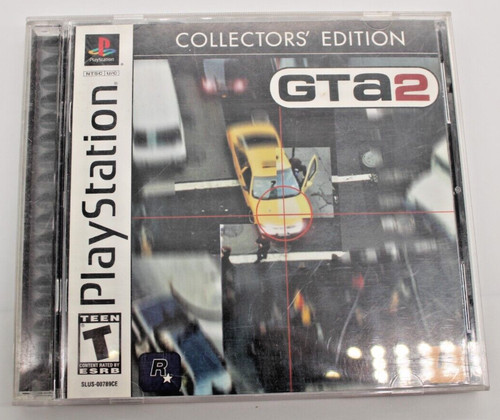 PlayStation
NTSC U/C
PlayStation
TEEN
T
CONTENT RATED BY
ESRB
SLUS-00789CE
COLLECTORS' EDITION
GTa2
R